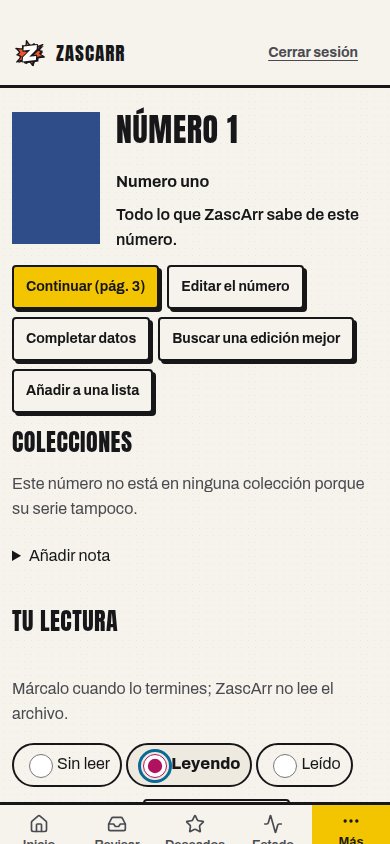 ZASCARR
Cerrar sesión
NÚMERO 1
Numero uno
Todo lo que ZascArr sabe de este
número.
Continuar (pág. 3)
Editar el número
Completar datos
Buscar una edición mejor
Añadir a una lista
COLECCIONES
Este número no está en ninguna colección porque
su serie tampoco.
Añadir nota
TU LECTURA
Márcalo cuando lo termines; ZascArr no lee el
archivo.
Sin leer
Leyendo
Leído
Inicio
Revisar
Descados
Estado
Más